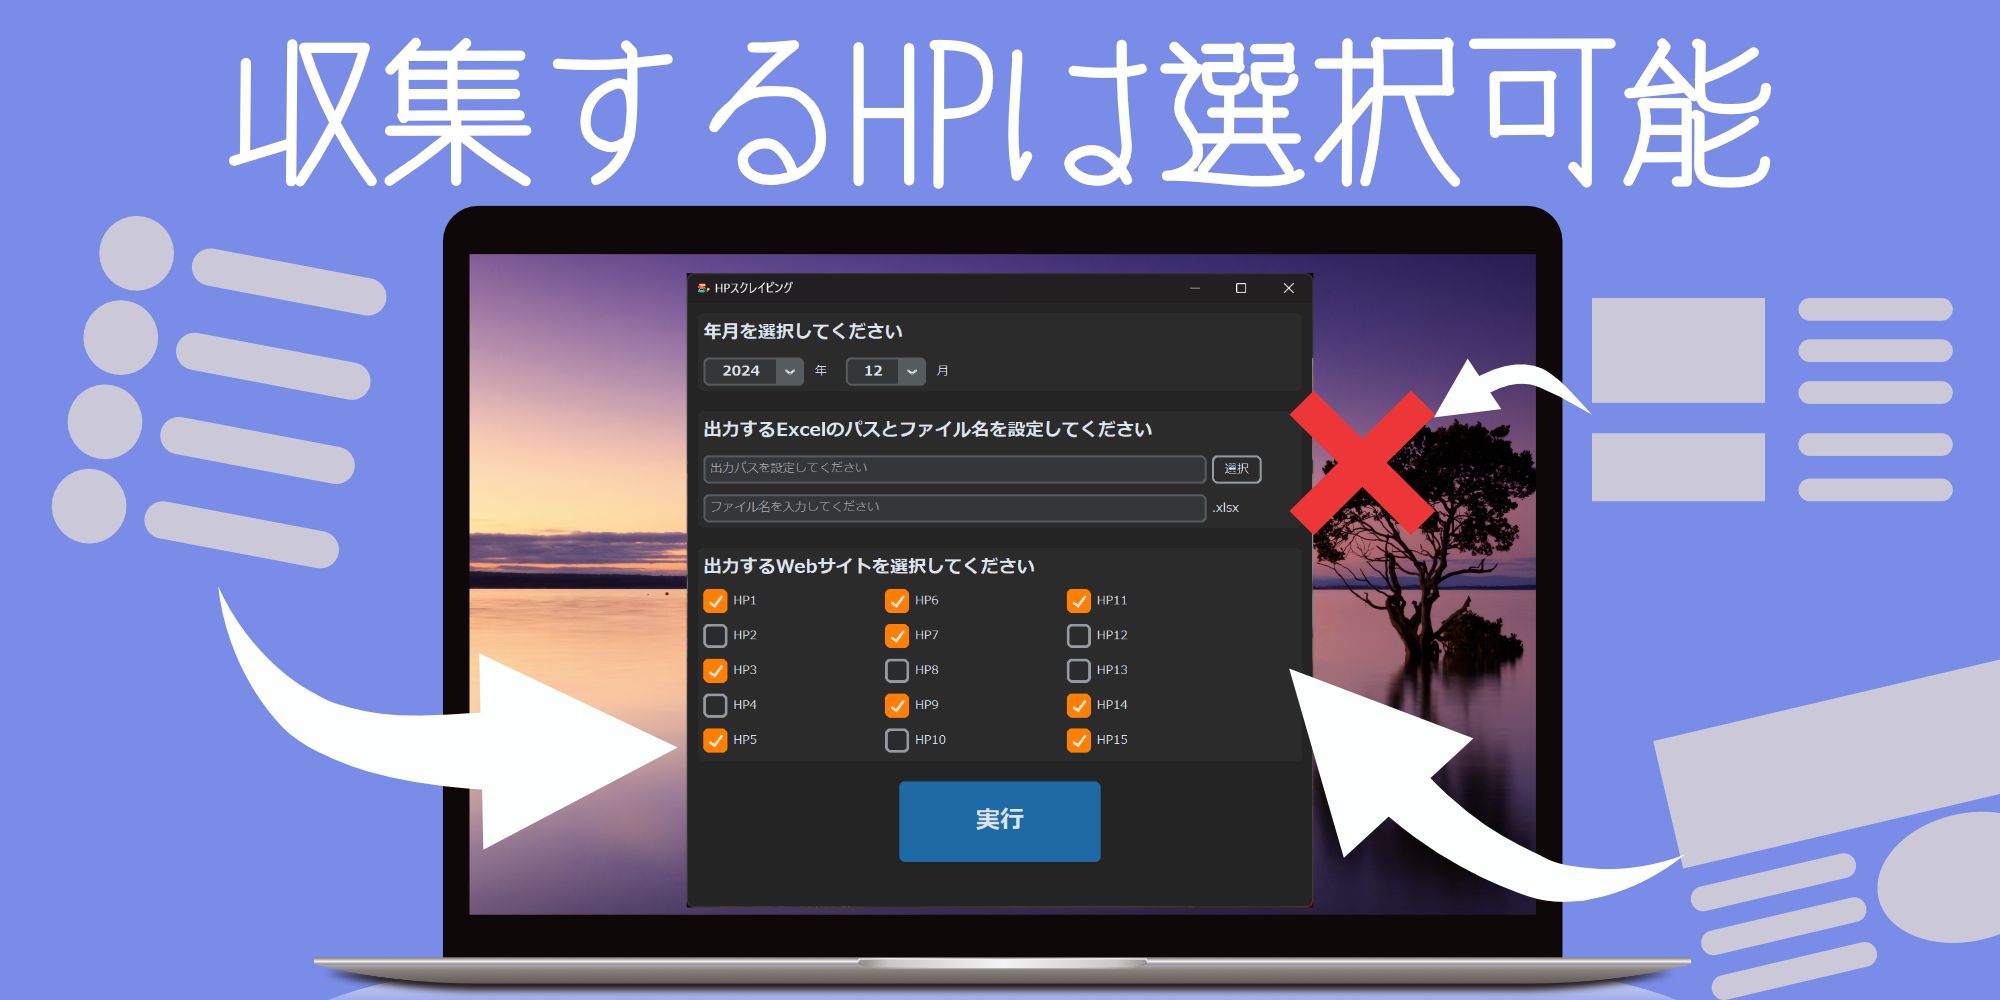 収集するHPは選択可能
HPスクレイピング
年月を選択してください
2024 年 12 月
出力するExcelのパスとファイル名を設定してください
出力パスを設定してください 選択
ファイル名を入力してください .xlsx
出力するWebサイトを選択してください
HP1 HP6 HP11
HP2 HP7 HP12
HP3 HP8 HP13
HP4 HP9 HP14
HP5 HP10 HP15
実行